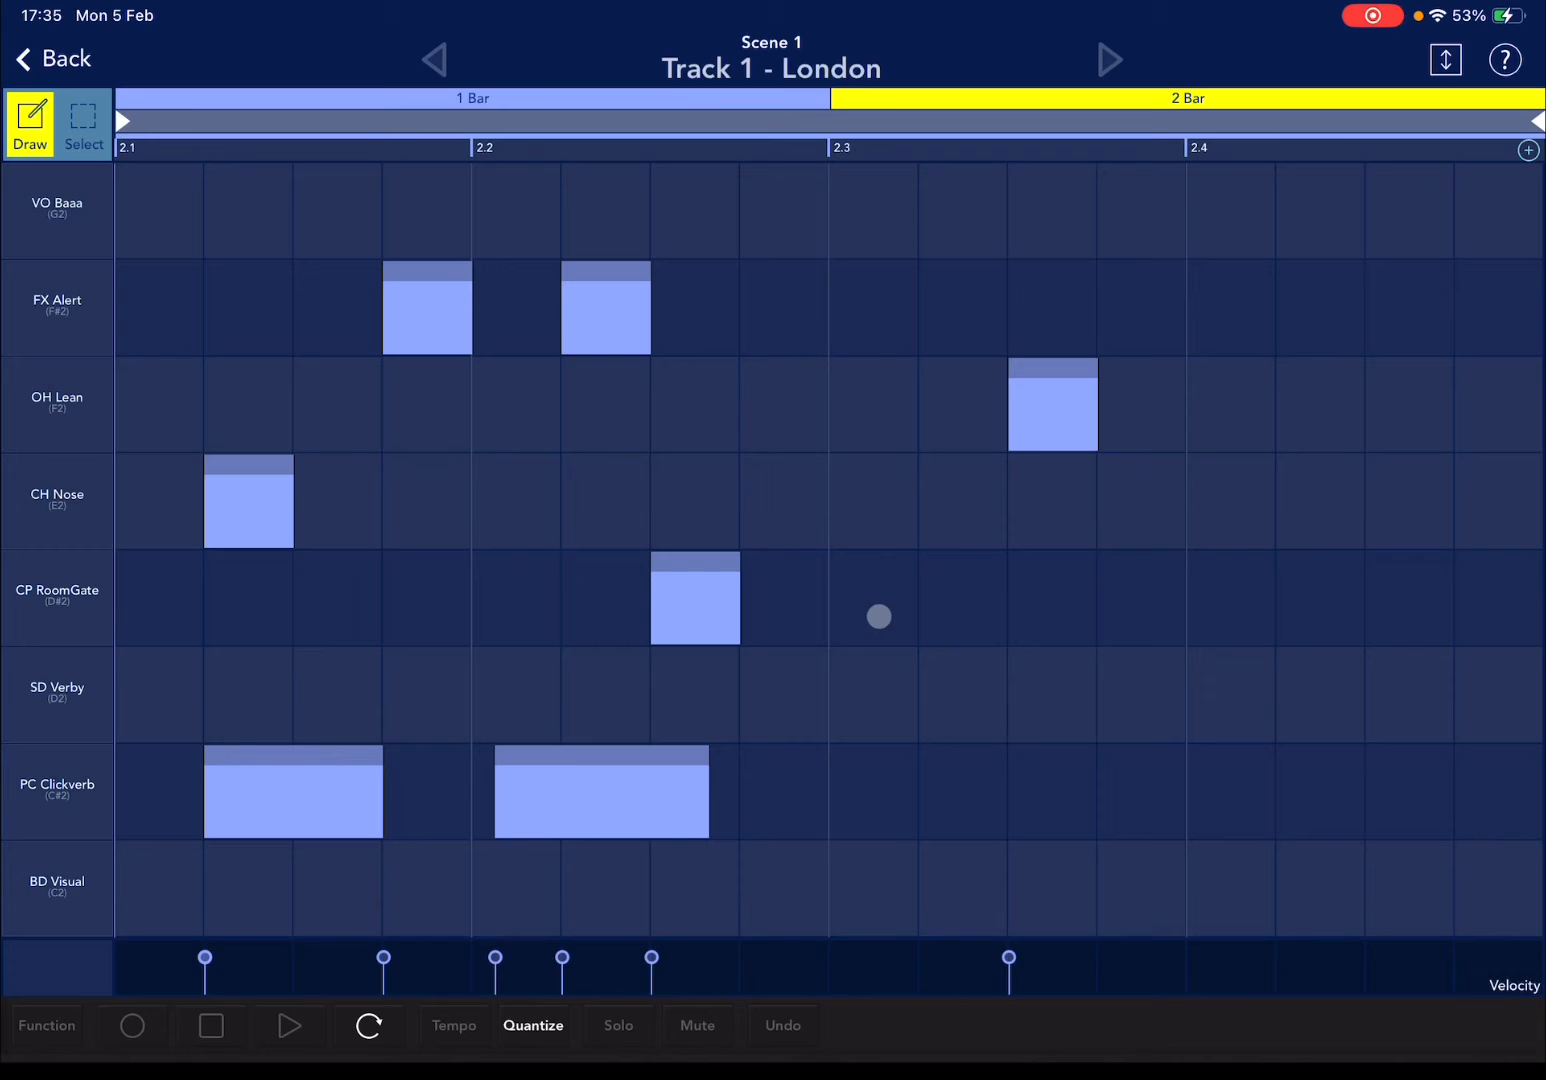 17:35 Mon 5 Feb
53%
Back
Scene 1
Track 1 - London
?
Draw
Select
1 Bar
2 Bar
2.1
2.2
2.3
2.4
VO Baaa
(G2)
FX Alert
(F#2)
OH Lean
(F2)
CH Nose
(E2)
CP RoomGate
(D#2)
SD Verby
(D2)
PC Clickverb
(C#2)
BD Visual
(C2)
Velocity
Function
Tempo
Quantize
Solo
Mute
Undo